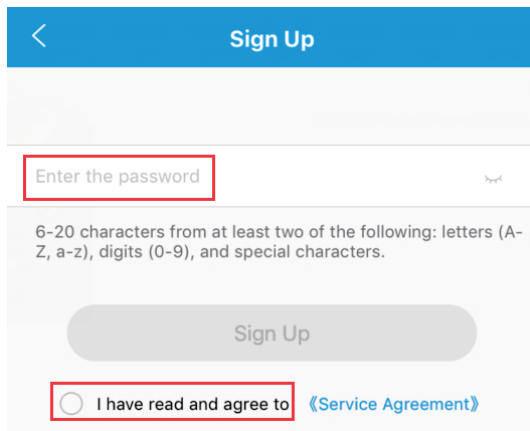 Sign Up
Enter the password
6-20 characters from at least two of the following: letters (A-
Z, a-z), digits (0-9), and special characters.
Sign Up
I have read and agree to 《Service Agreement》